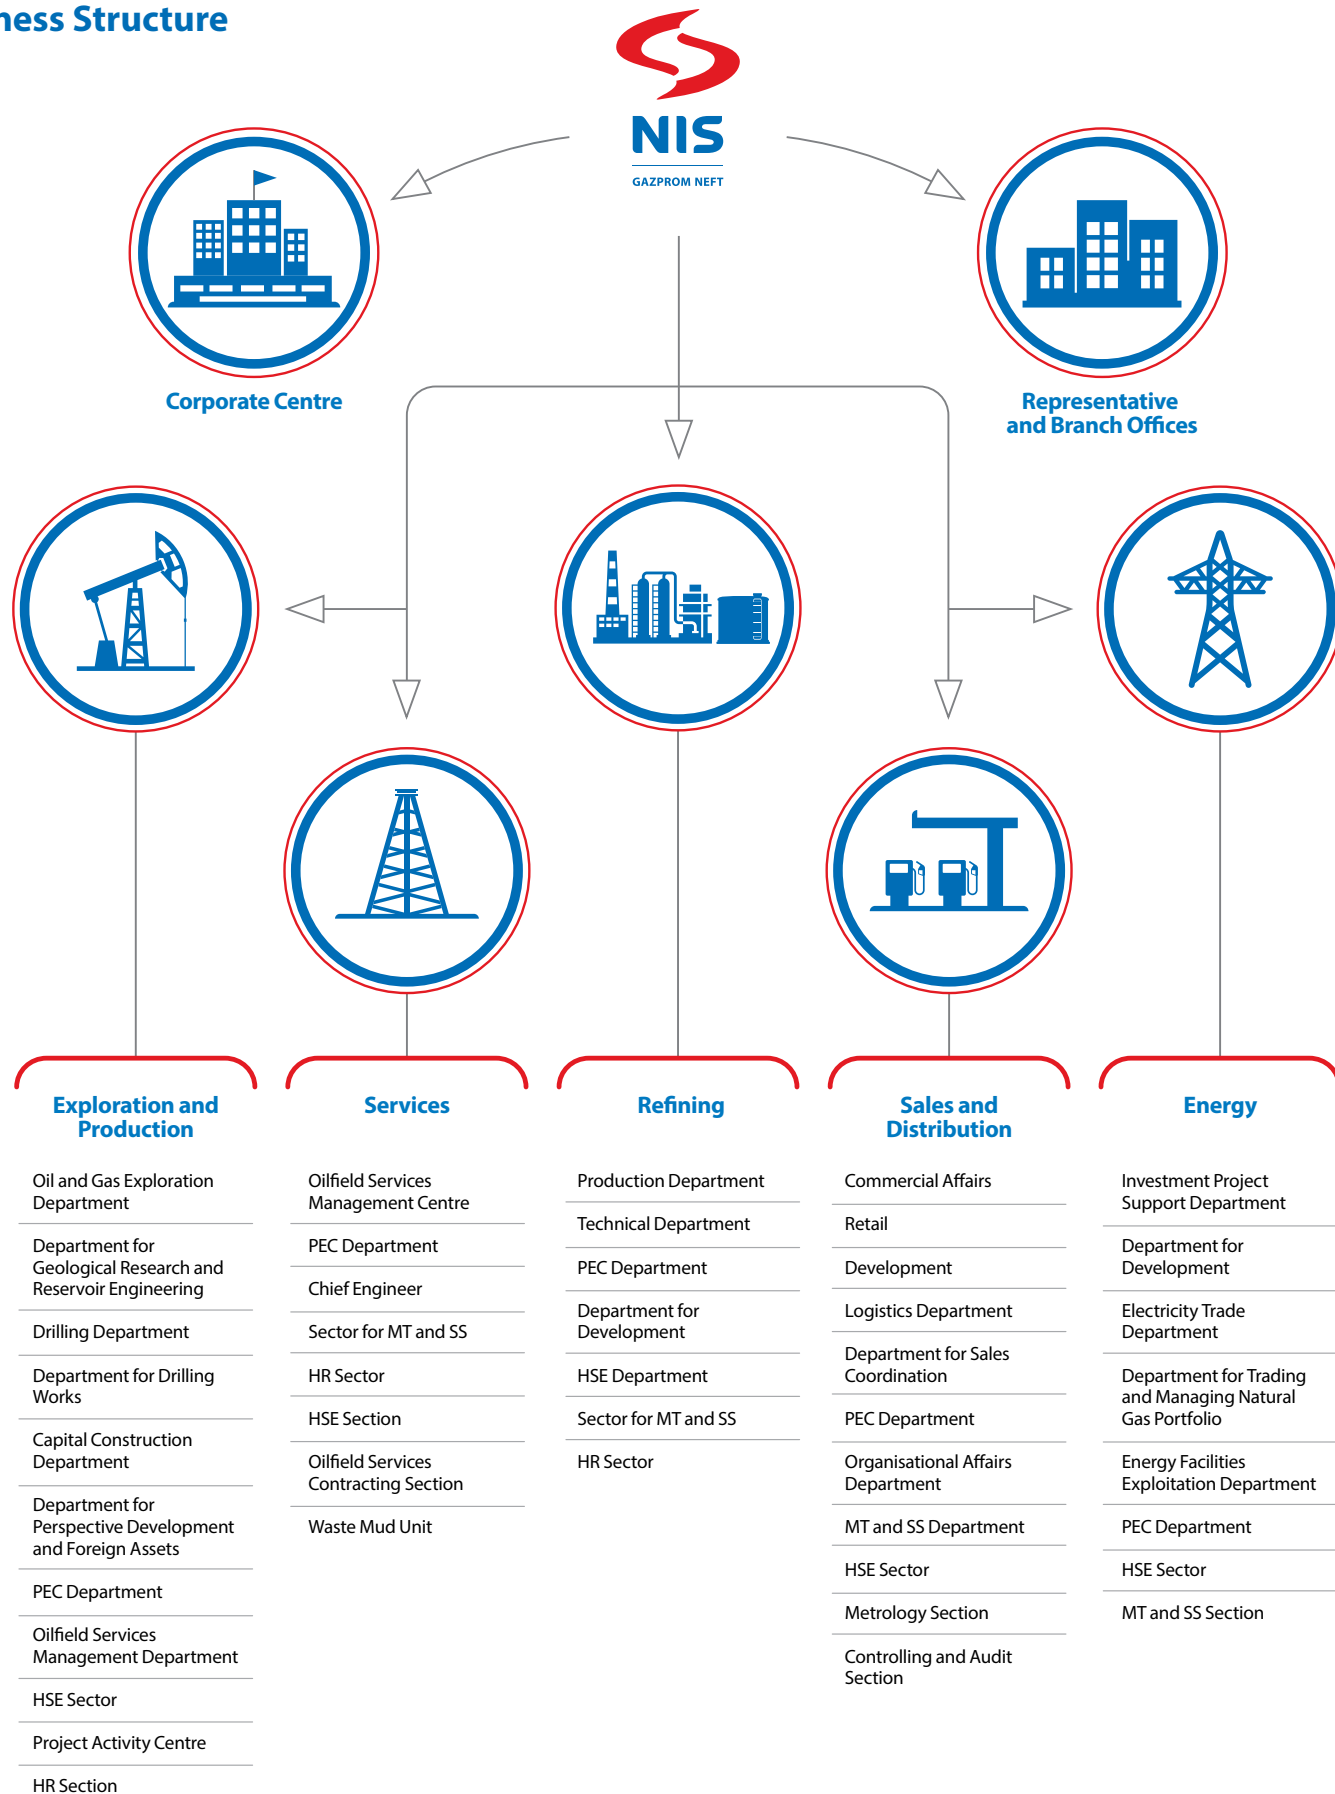 ness Structure
NIS
GAZPROM NEFT
Corporate Centre
Representative
and Branch Offices
Exploration and
Production
Oil and Gas Exploration
Department
Department for
Geological Research and
Reservoir Engineering
Drilling Department
Department for Drilling
Works
Capital Construction
Department
Department for
Perspective Development
and Foreign Assets
PEC Department
Oilfield Services
Management Department
HSE Sector
Project Activity Centre
HR Section
Services
Oilfield Services
Management Centre
PEC Department
Chief Engineer
Sector for MT and SS
HR Sector
HSE Section
Oilfield Services
Contracting Section
Waste Mud Unit
Refining
Production Department
Technical Department
PEC Department
Department for
Development
HSE Department
Sector for MT and SS
HR Sector
Sales and
Distribution
Commercial Affairs
Retail
Development
Logistics Department
Department for Sales
Coordination
PEC Department
Organisational Affairs
Department
MT and SS Department
HSE Sector
Metrology Section
Controlling and Audit
Section
Energy
Investment Project
Support Department
Department for
Development
Electricity Trade
Department
Department for Trading
and Managing Natural
Gas Portfolio
Energy Facilities
Exploitation Department
PEC Department
HSE Sector
MT and SS Section